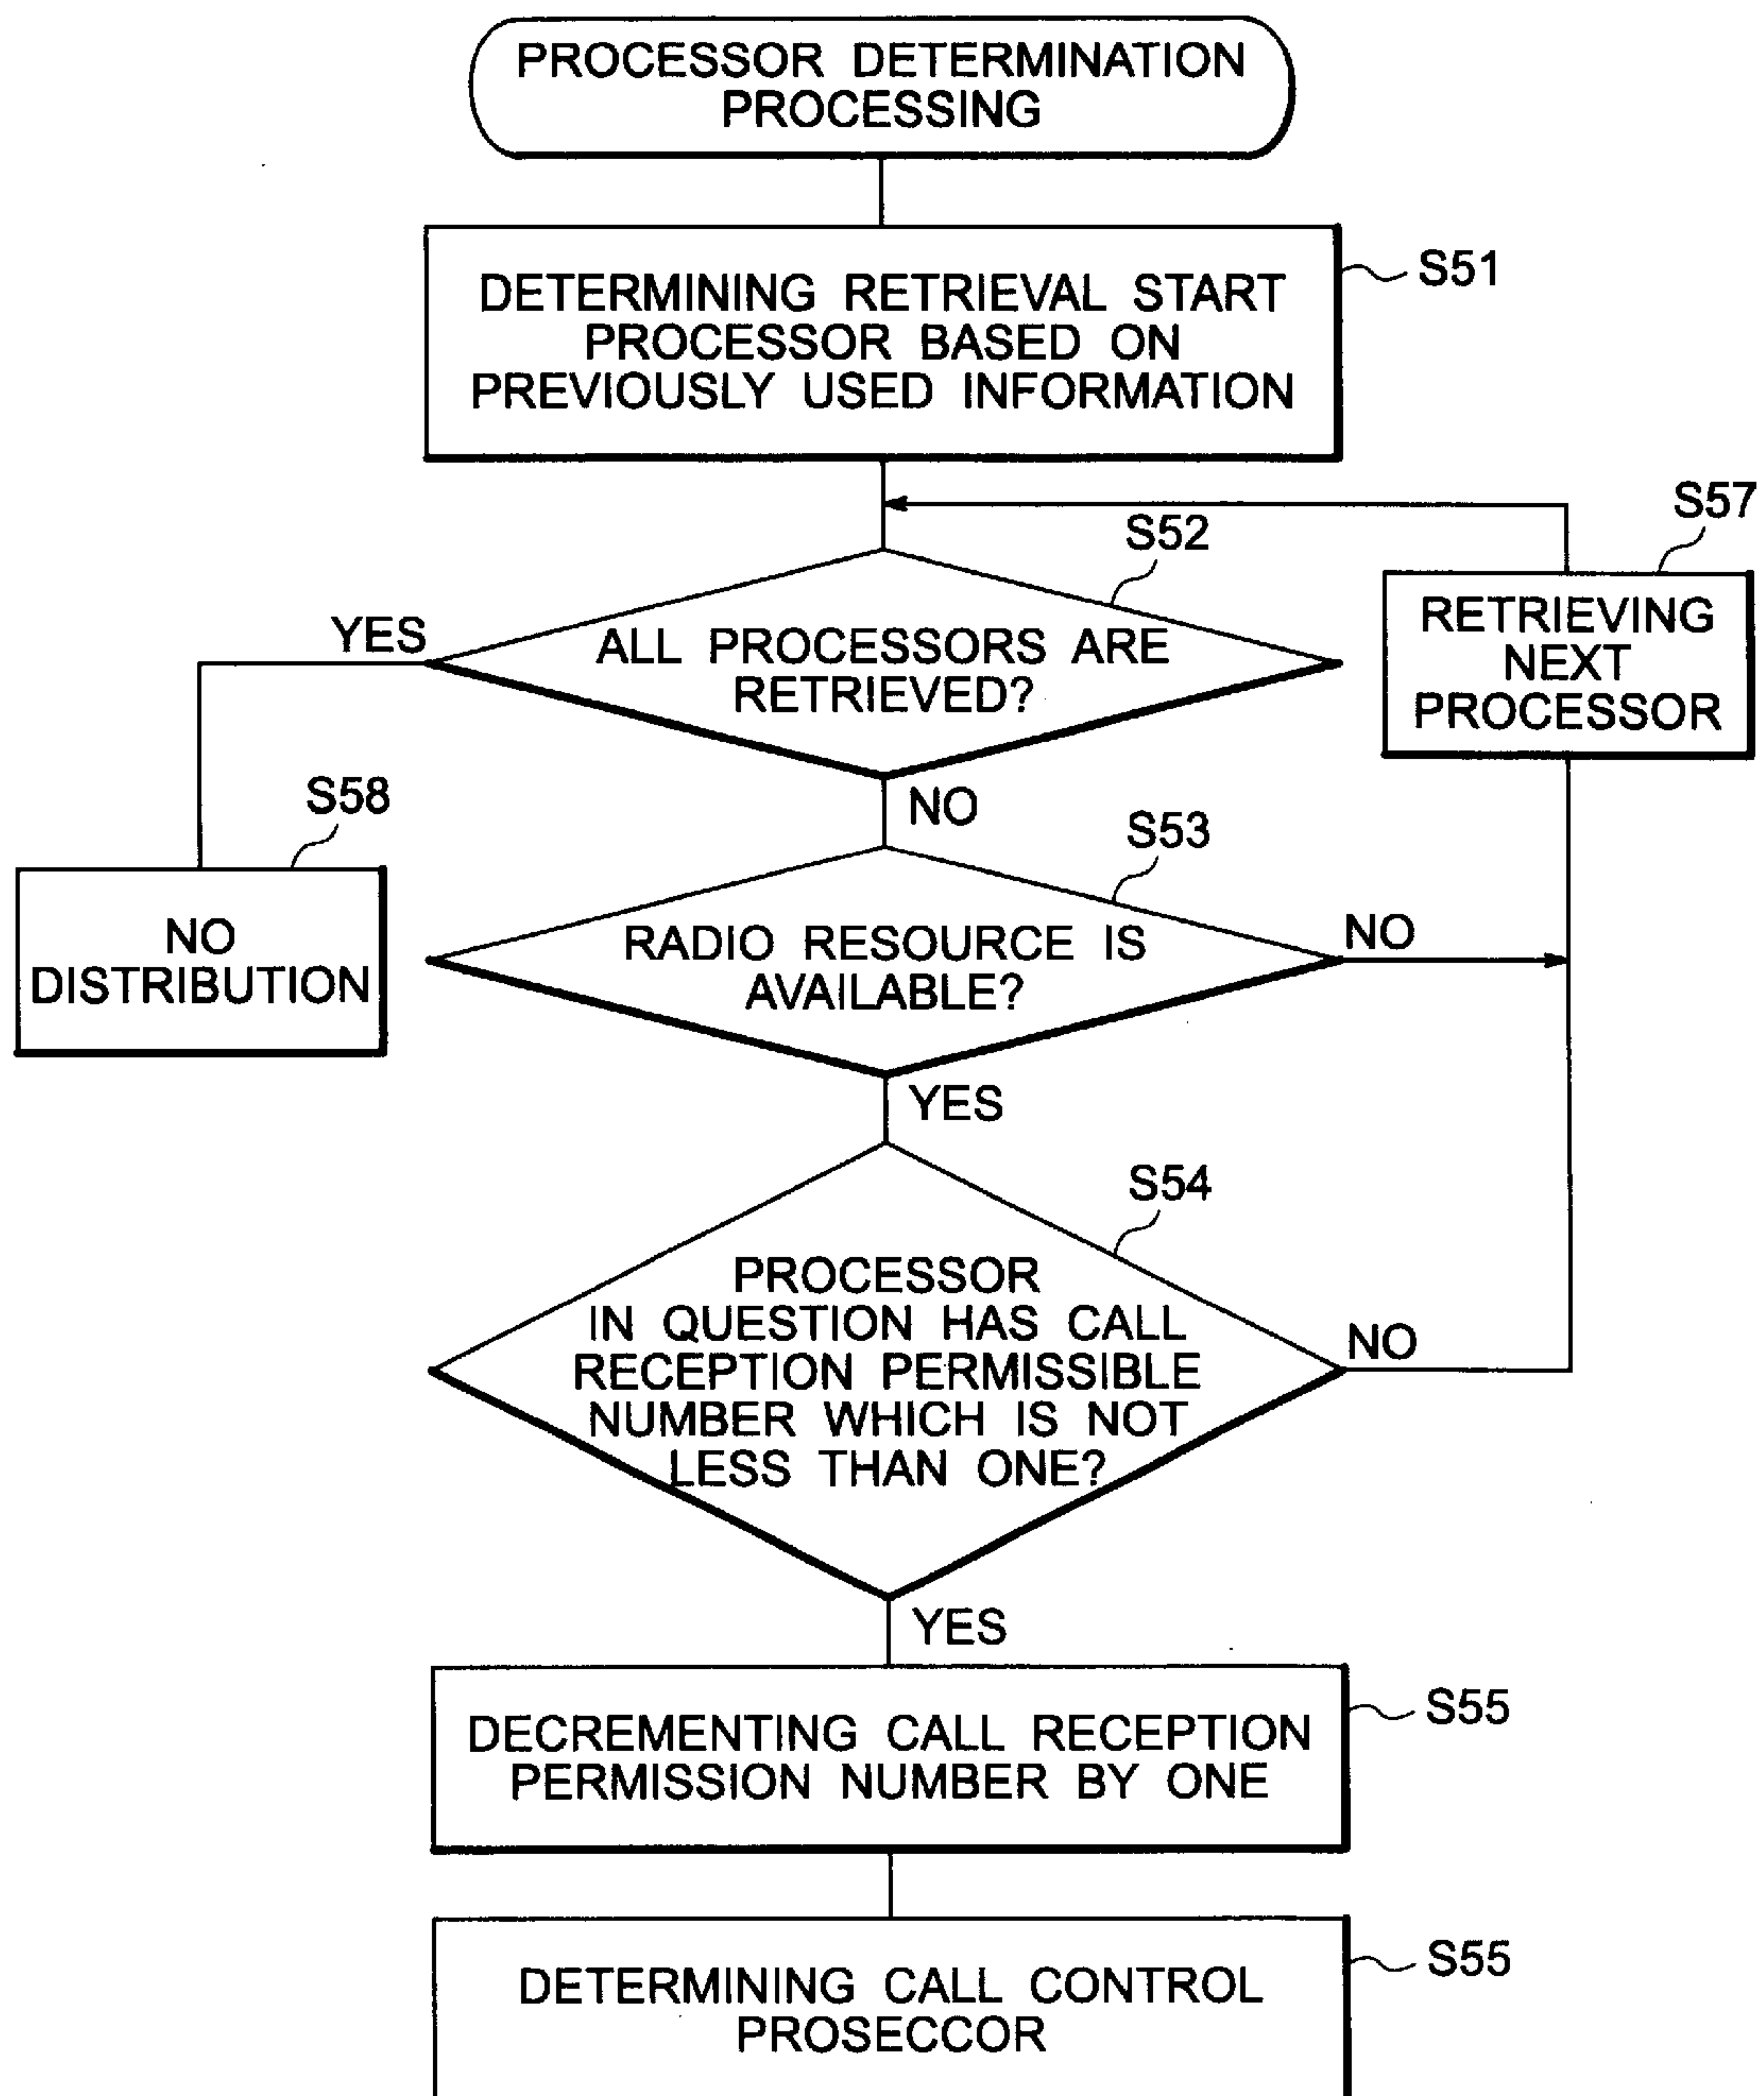 PROCESSOR DETERMINATION
PROCESSING
S51
DETERMINING RETRIEVAL START
PROCESSOR BASED ON
PREVIOUSLY USED INFORMATION
S57
RETRIEVING
NEXT
PROCESSOR
S52
YES
ALL PROCESSORS ARE
RETRIEVED?
NO
S58
NO
DISTRIBUTION
S53
RADIO RESOURCE IS
AVAILABLE?
NO
YES
S54
PROCESSOR
IN QUESTION HAS CALL
RECEPTION PERMISSIBLE
NUMBER WHICH IS NOT
LESS THAN ONE?
NO
YES
S55
DECREMENTING CALL RECEPTION
PERMISSION NUMBER BY ONE
S55
DETERMINING CALL CONTROL
PROSECCOR